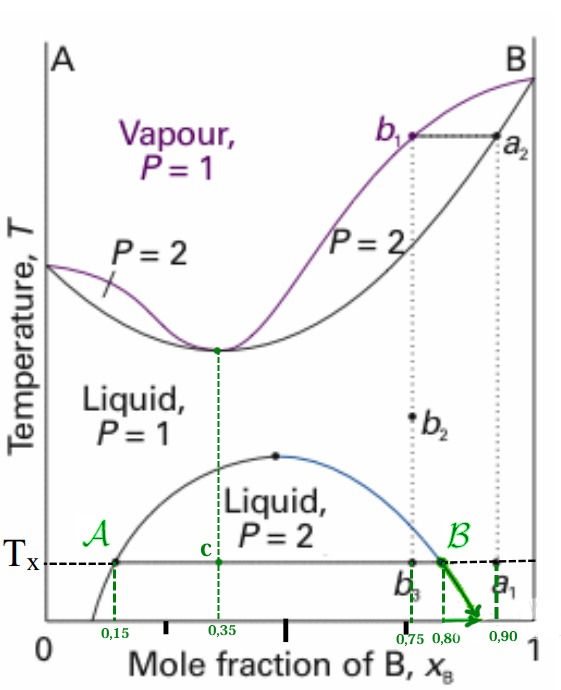 A
B
Vapour,
P = 1
b₁
a₂
P = 2
P = 2
Temperature, T
Liquid,
P = 1
b₂
Liquid,
P = 2
𝒜
ℬ
c
Tx
b₃
a₁
0,15
0,35
0,75
0,80
0,90
0
1
Mole fraction of B, xB